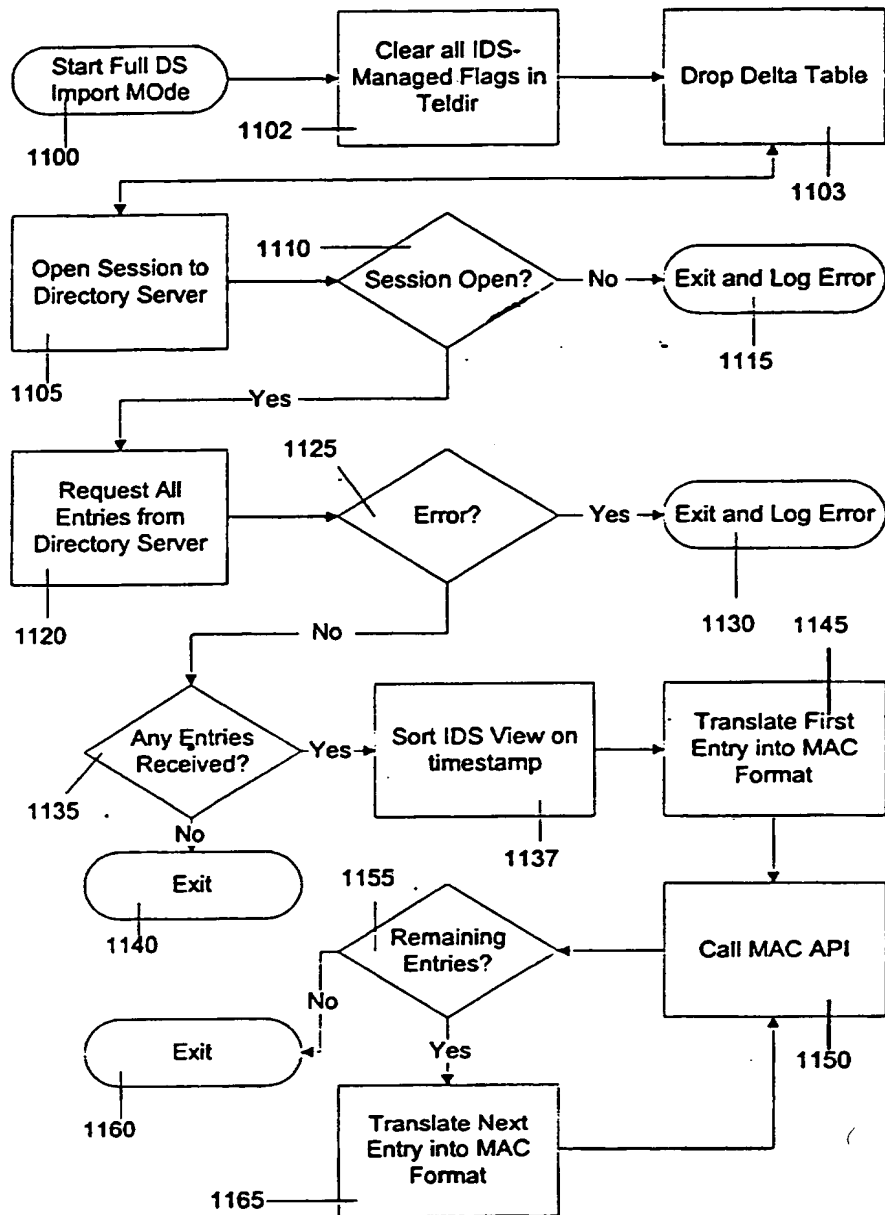 Start Full DS
Import MOde
1100
Clear all IDS-
Managed Flags in
Teldir
1102
Drop Delta Table
1103
Open Session to
Directory Server
1105
1110
Session Open?
No
Exit and Log Error
1115
Yes
Request All
Entries from
Directory Server
1120
1125
Error?
Yes
Exit and Log Error
1130
No
Any Entries
Received?
1135
Yes
No
Exit
1140
Sort IDS View on
timestamp
1137
1145
Translate First
Entry into MAC
Format
Call MAC API
1150
1155
Remaining
Entries?
No
Exit
1160
Yes
Translate Next
Entry into MAC
Format
1165